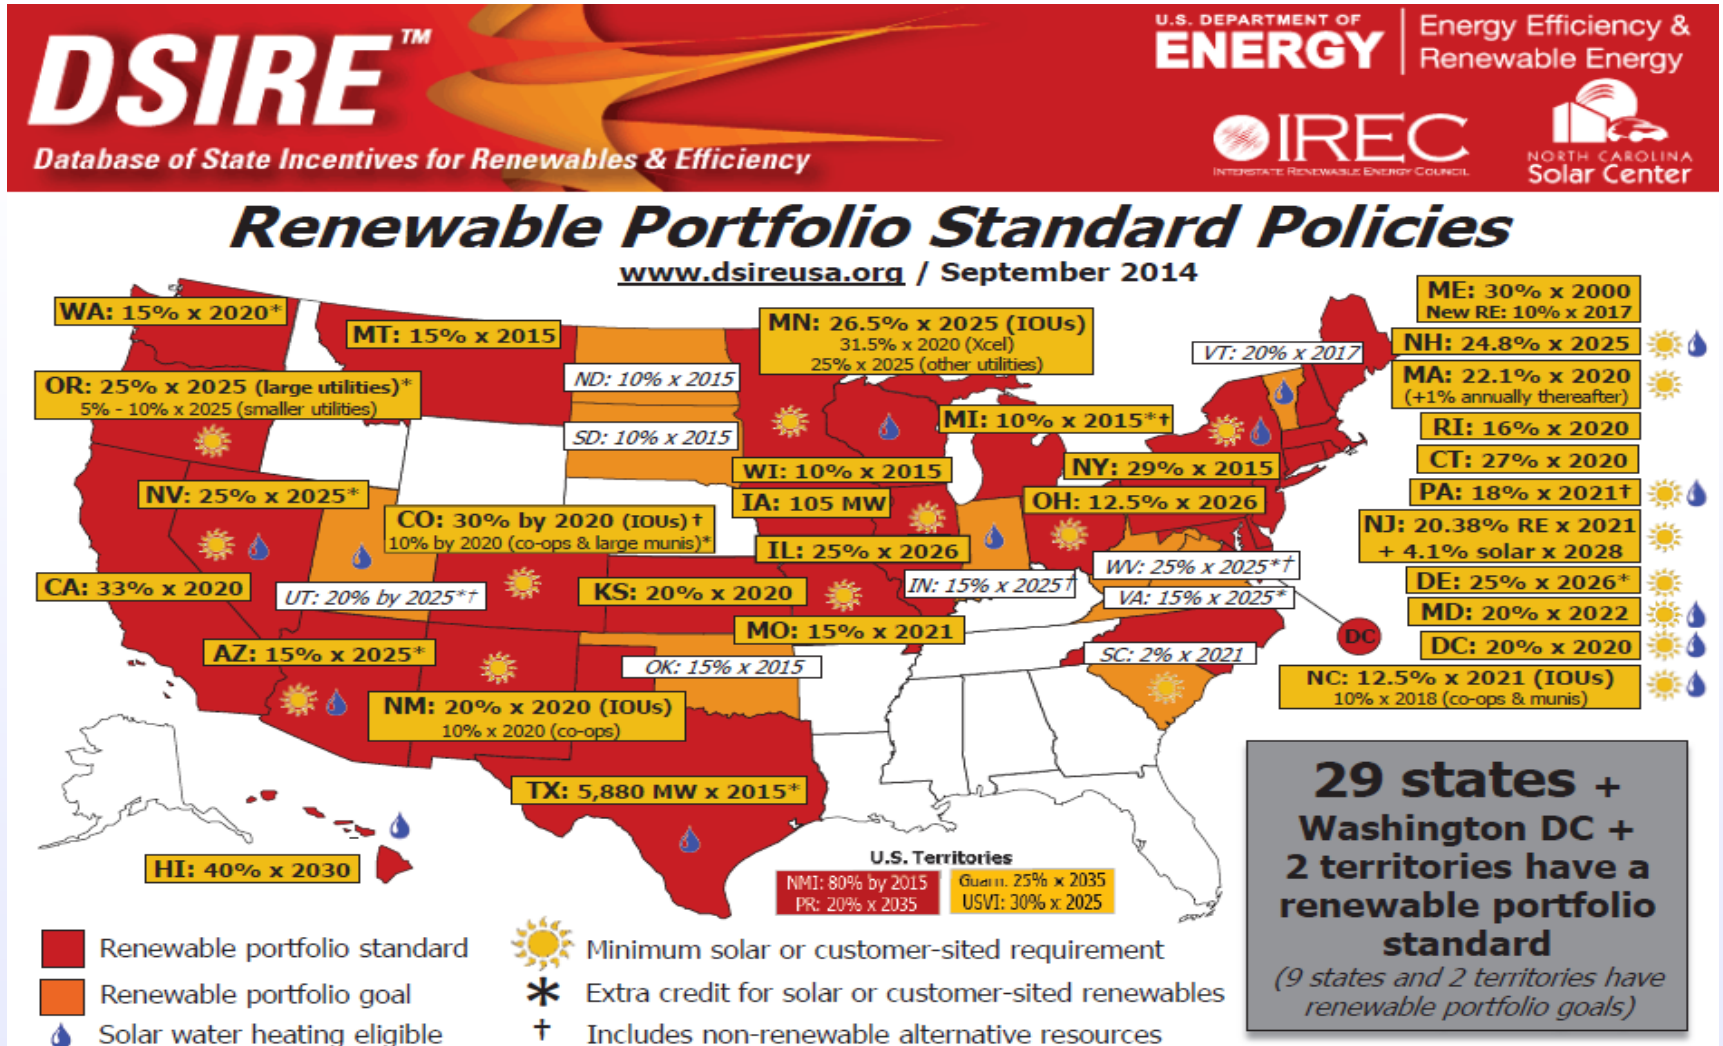 DSIRE™
Database of State Incentives for Renewables & Efficiency
U.S. DEPARTMENT OF
ENERGY
Energy Efficiency &
Renewable Energy
IREC
INTERSTATE RENEWABLE ENERGY COUNCIL
NORTH CAROLINA
Solar Center
Renewable Portfolio Standard Policies
www.dsireusa.org / September 2014
WA: 15% x 2020*
MT: 15% x 2015
MN: 26.5% x 2025 (IOUs)
31.5% x 2020 (Xcel)
25% x 2025 (other utilities)
VT: 20% x 2017
ME: 30% x 2000
New RE: 10% x 2017
NH: 24.8% x 2025
OR: 25% x 2025 (large utilities)*
5% - 10% x 2025 (smaller utilities)
ND: 10% x 2015
MA: 22.1% x 2020
(+1% annually thereafter)
SD: 10% x 2015
MI: 10% x 2015*†
RI: 16% x 2020
WI: 10% x 2015
NY: 29% x 2015
CT: 27% x 2020
NV: 25% x 2025*
IA: 105 MW
OH: 12.5% x 2026
PA: 18% x 2021†
CO: 30% by 2020 (IOUs)†
10% by 2020 (co-ops & large munis)*
NJ: 20.38% RE x 2021
+ 4.1% solar x 2028
IL: 25% x 2026
WV: 25% x 2025*†
CA: 33% x 2020
UT: 20% by 2025*†
KS: 20% x 2020
IN: 15% x 2025†
VA: 15% x 2025*
DE: 25% x 2026*
MD: 20% x 2022
MO: 15% x 2021
DC
DC: 20% x 2020
AZ: 15% x 2025*
OK: 15% x 2015
SC: 2% x 2021
NC: 12.5% x 2021 (IOUs)
10% x 2018 (co-ops & munis)
NM: 20% x 2020 (IOUs)
10% x 2020 (co-ops)
TX: 5,880 MW x 2015*
HI: 40% x 2030
U.S. Territories
NMI: 80% by 2015
PR: 20% x 2035
Guam: 25% x 2035
USVI: 30% x 2025
29 states +
Washington DC +
2 territories have a
renewable portfolio
standard
(9 states and 2 territories have
renewable portfolio goals)
Renewable portfolio standard
Renewable portfolio goal
Solar water heating eligible
Minimum solar or customer-sited requirement
* Extra credit for solar or customer-sited renewables
† Includes non-renewable alternative resources